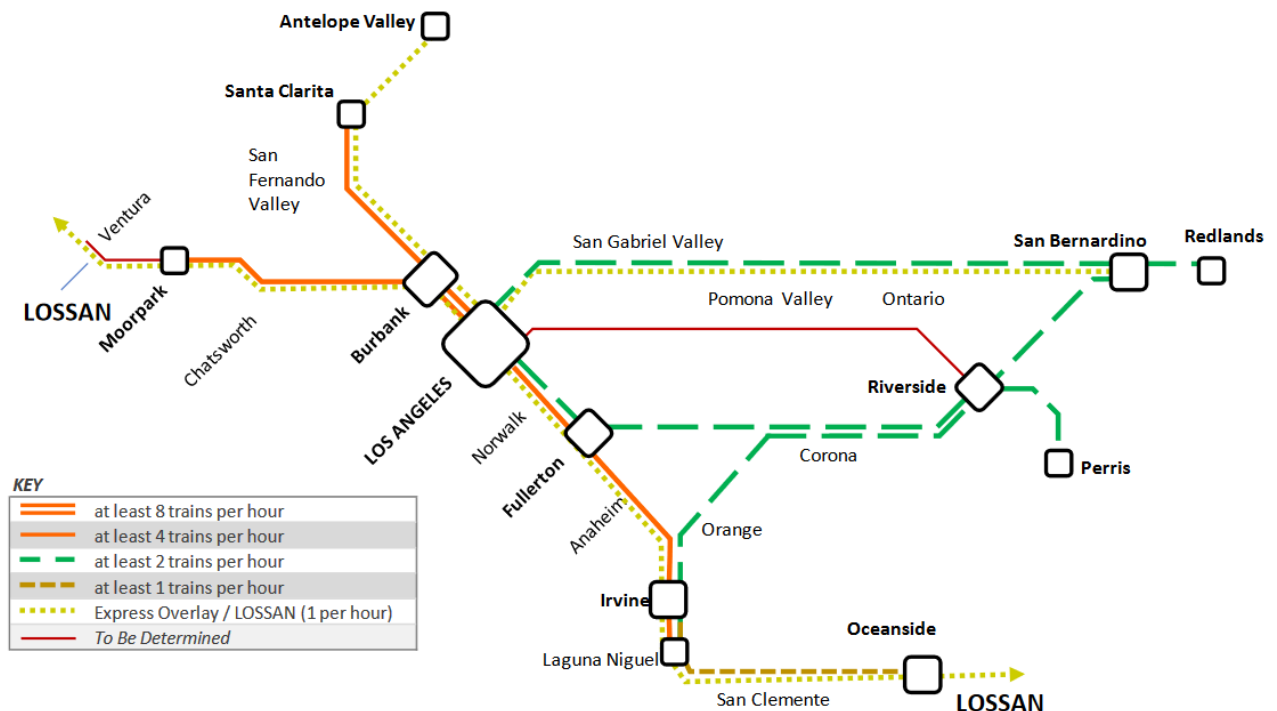 Antelope Valley
Santa Clarita
San
Fernando
Valley
Ventura
LOSSAN
Moorpark
Chatsworth
Burbank
LOS ANGELES
San Gabriel Valley
San Bernardino
Redlands
Pomona Valley
Ontario
Riverside
Norwalk
Fullerton
Corona
Perris
Anaheim
Orange
Irvine
Laguna Niguel
Oceanside
San Clemente
LOSSAN
KEY
at least 8 trains per hour
at least 4 trains per hour
at least 2 trains per hour
at least 1 trains per hour
Express Overlay / LOSSAN (1 per hour)
To Be Determined